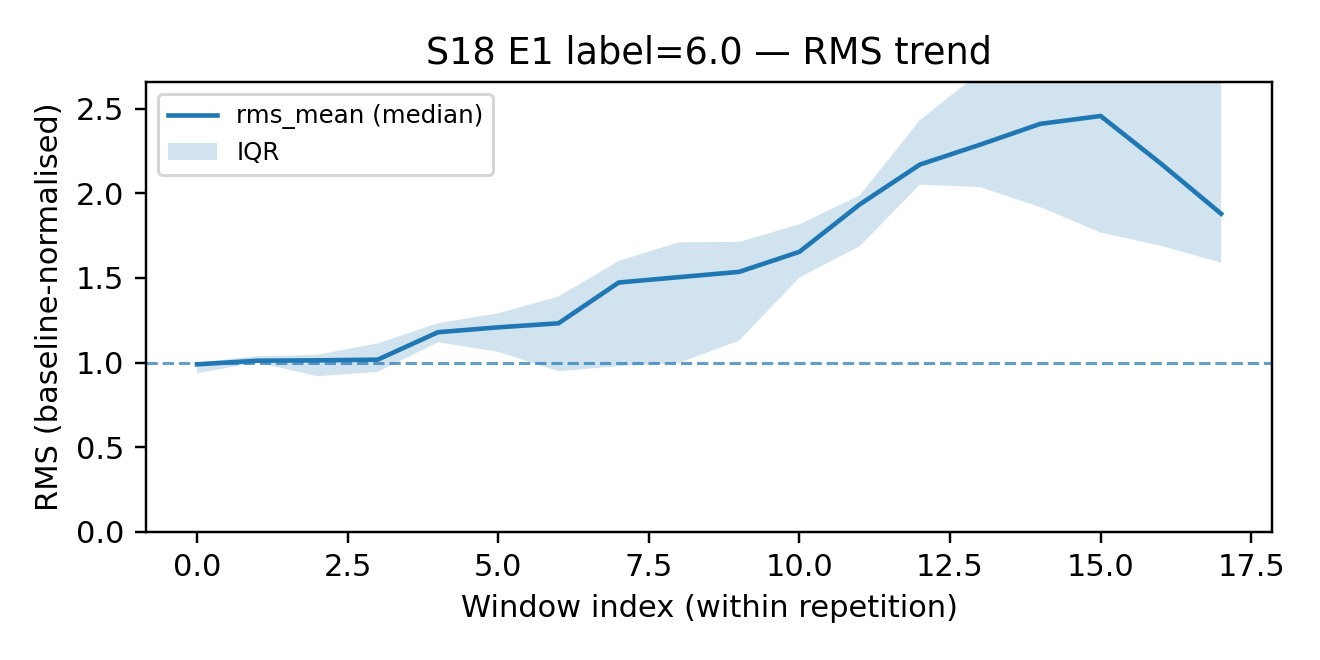 S18 E1 label=6.0 — RMS trend
rms_mean (median)
IQR
RMS (baseline-normalised)
2.5
2.0
1.5
1.0
0.5
0.0
0.0 2.5 5.0 7.5 10.0 12.5 15.0 17.5
Window index (within repetition)